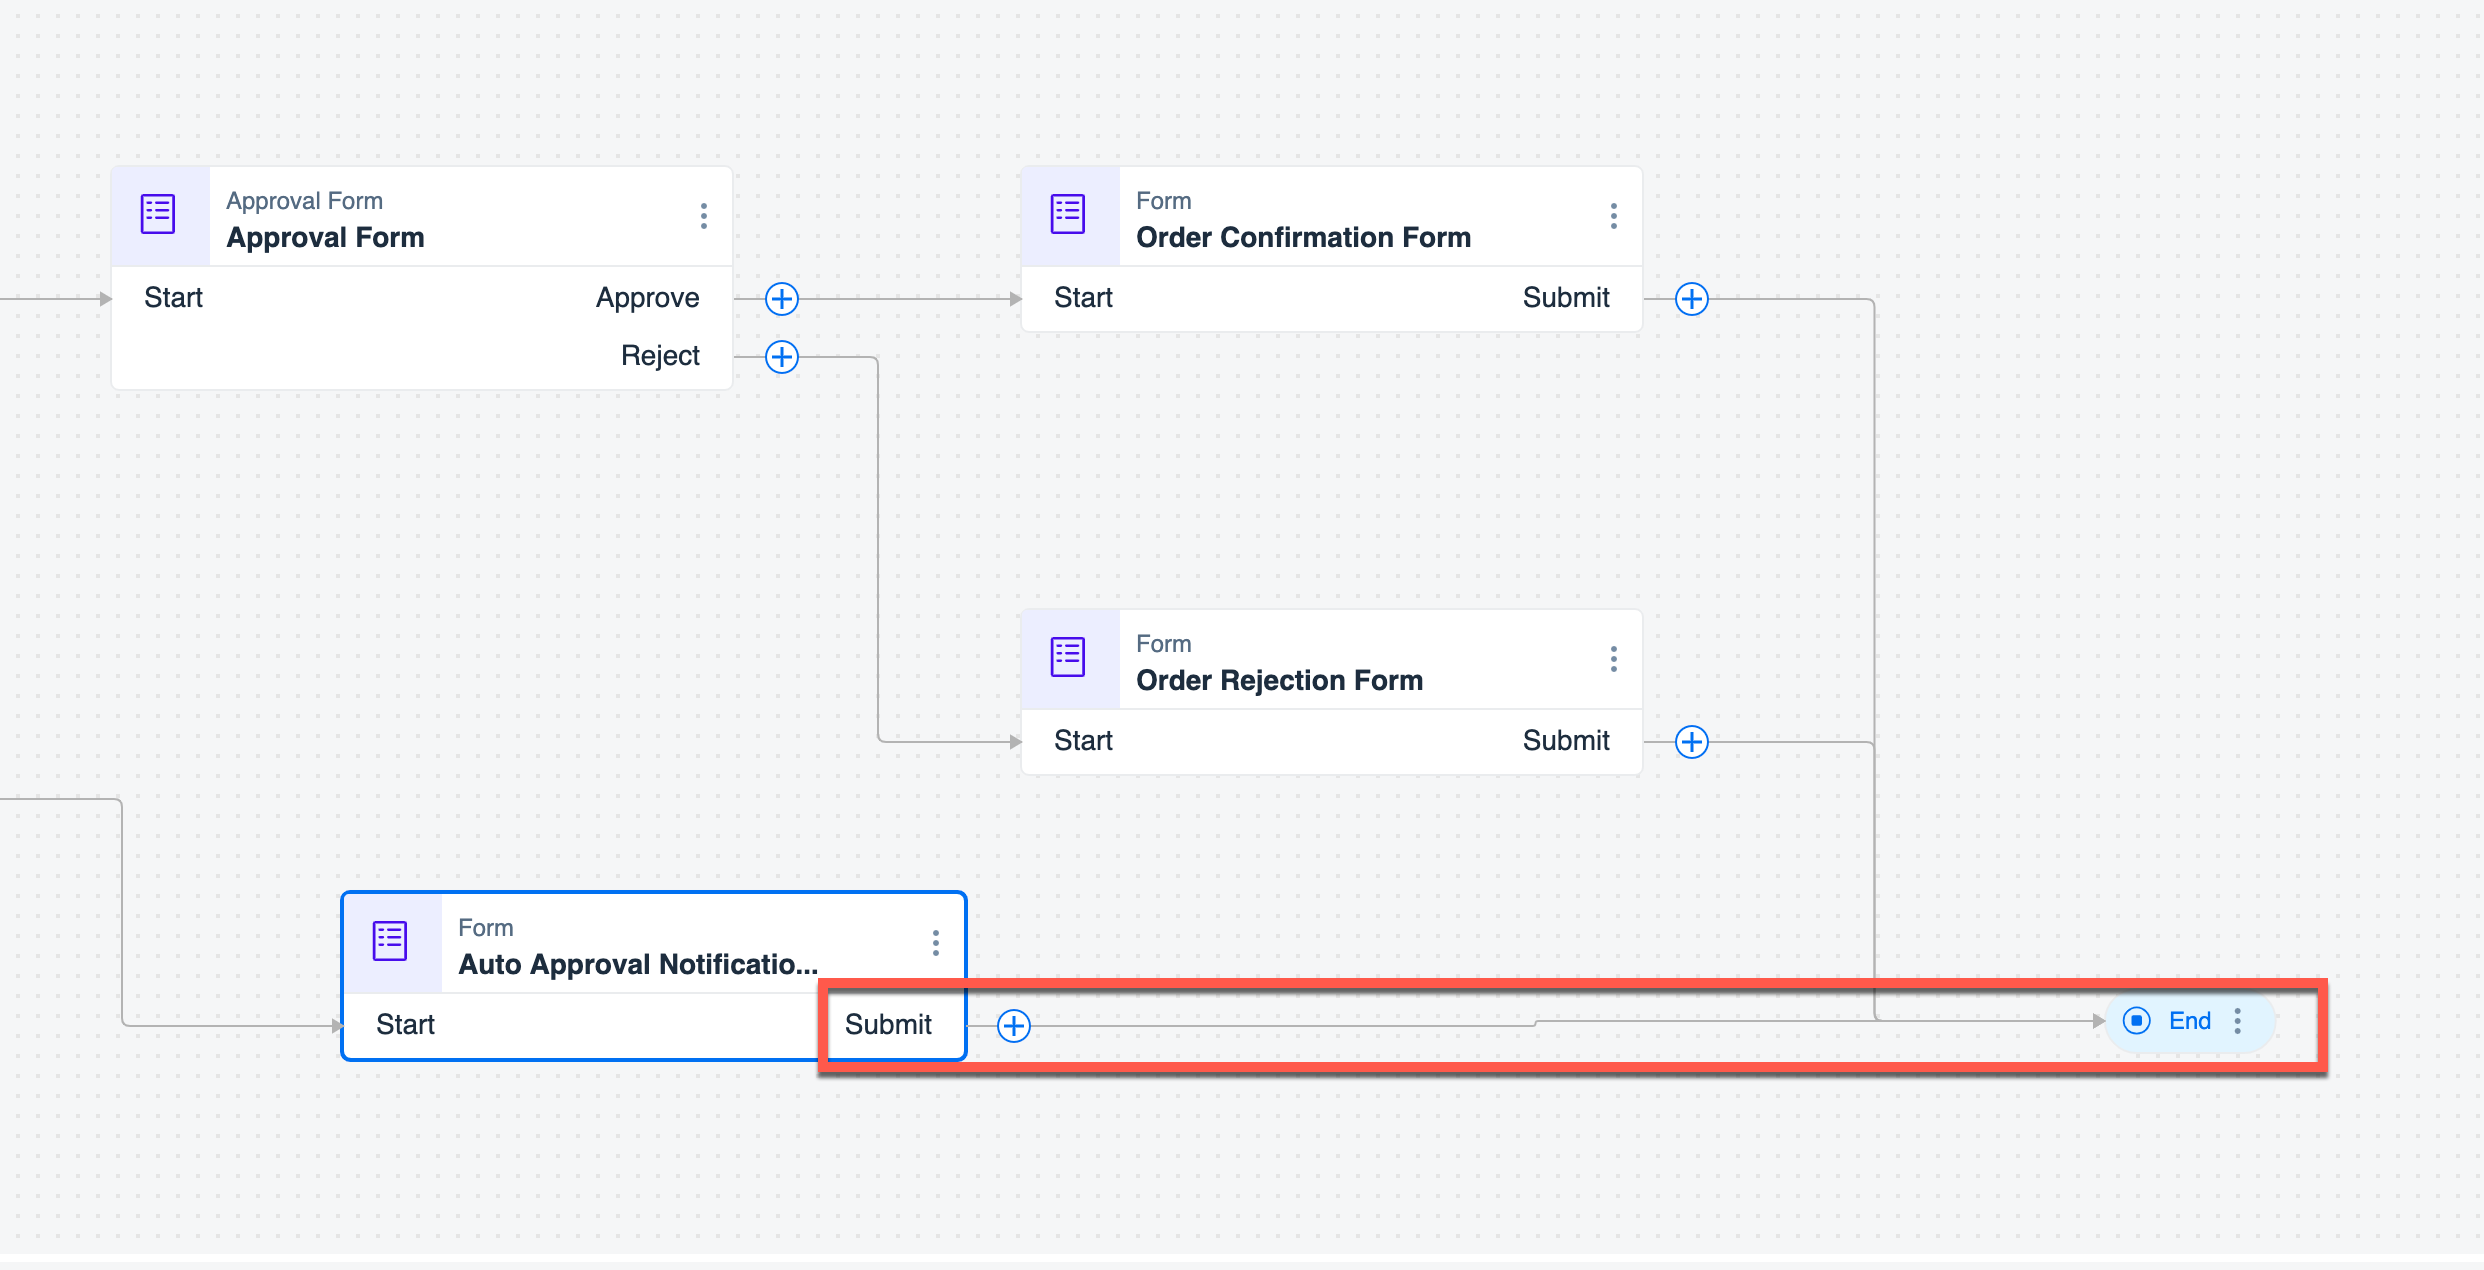 Approval Form
Approval Form
Start Approve
Reject
Form
Order Confirmation Form
Start Submit
Form
Order Rejection Form
Start Submit
Form
Auto Approval Notificatio...
Start Submit
End